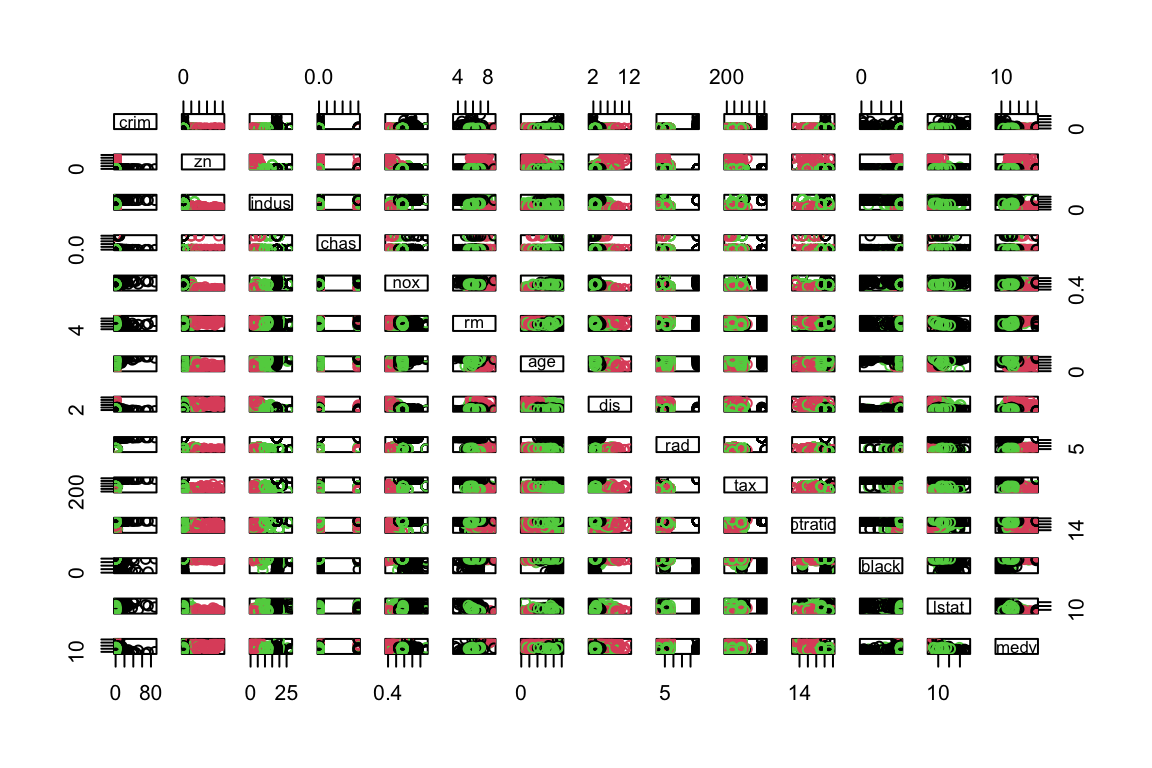 0 0.0 4 8 2 12 200 0 10
crim 0
0 zn
indus 0
0.0 chas
nox 0.4
4 rm
age 0
2 dis
rad 5
200 tax
ptratio 14
0 black
lstat 10
10 medv
0 80 0 25 0.4 0 5 14 10